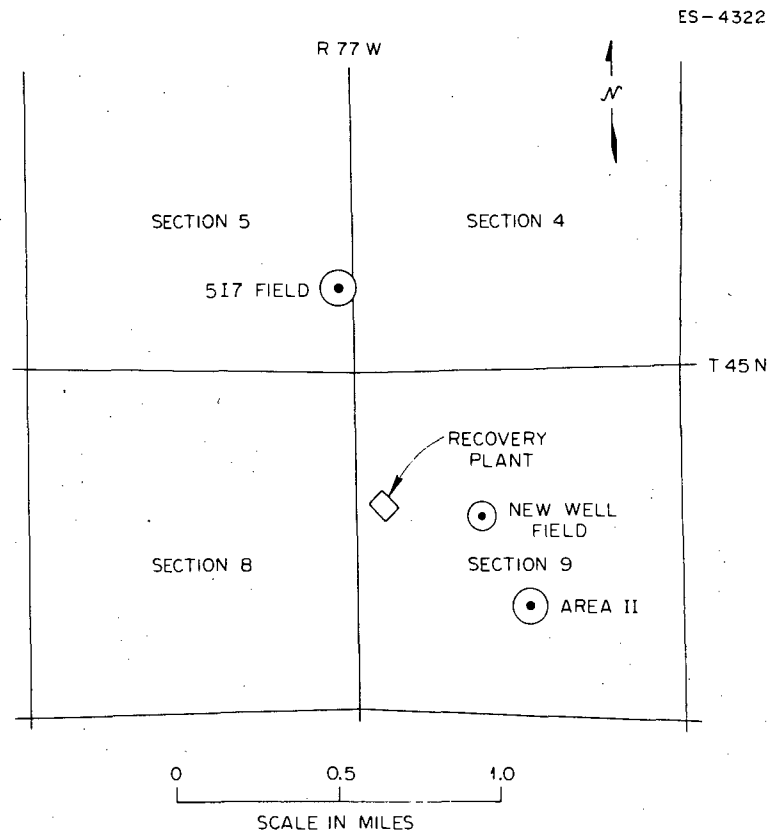 ES-4322
R 77 W
N
SECTION 5
SECTION 4
517 FIELD
T 45 N
RECOVERY
PLANT
NEW WELL
FIELD
SECTION 8
SECTION 9
AREA II
0 0.5 1.0
SCALE IN MILES